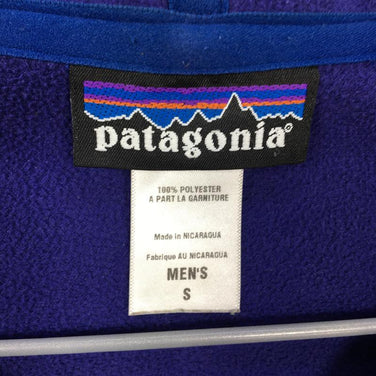 patagonia®
100% POLYESTER
A PART LA GARNITURE
Made in NICARAGUA
Fabrique AU NICARAGUA
MEN'S
S